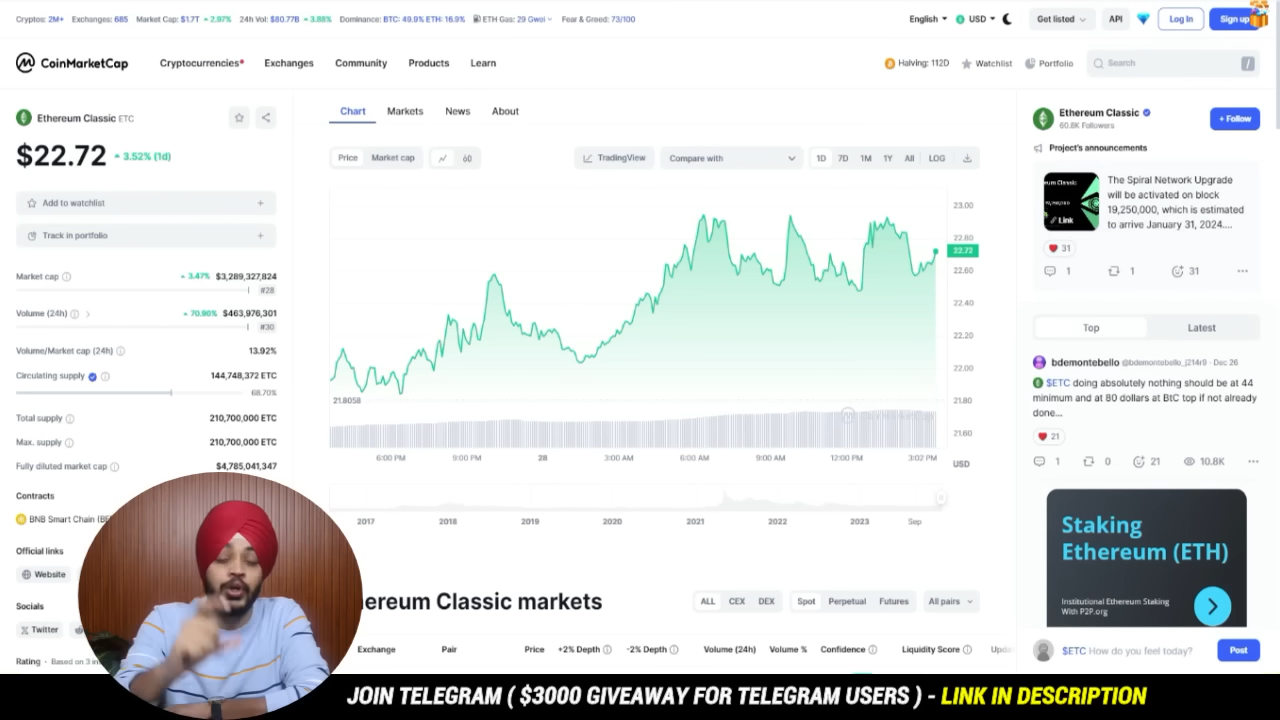 Cryptos: 2M+ Exchanges: 685 Market Cap: $1.7T 2.97% 24h Vol: $80.77B 3.88% Dominance: BTC: 49.9% ETH: 16.9% ETH Gas: 29 Gwei Fear & Greed: 73/100
English USD Get listed API Log In Sign up
CoinMarketCap Cryptocurrencies Exchanges Community Products Learn
Halving: 112D Watchlist Portfolio Search /
Ethereum Classic ETC
$22.72 3.52% (1d)
Add to watchlist +
Track in portfolio +
Market cap 3.47% $3,289,327,824
#28
Volume (24h) 70.90% $463,976,301
#30
Volume/Market cap (24h) 13.92%
Circulating supply 144,748,372 ETC
68.70%
Total supply 210,700,000 ETC
Max. supply 210,700,000 ETC
Fully diluted market cap $4,785,041,347
Contracts
BNB Smart Chain
Official links
Website
Socials
Twitter
Rating · Based on 3
Chart Markets News About
Price Market cap
TradingView Compare with 1D 7D 1M 1Y All LOG
23.00
22.80
22.72
22.60
22.40
22.20
22.00
21.80
21.60
21.8058
6:00 PM 9:00 PM 28 3:00 AM 6:00 AM 9:00 AM 12:00 PM 3:02 PM USD
2017 2018 2019 2020 2021 2022 2023 Sep
ereum Classic markets
ALL CEX DEX Spot Perpetual Futures All pairs
Exchange Pair Price +2% Depth -2% Depth Volume (24h) Volume % Confidence Liquidity Score
Ethereum Classic
60.8K Followers
+ Follow
Project's announcements
eum Classic
Link
The Spiral Network Upgrade
will be activated on block
19,250,000, which is estimated
to arrive January 31, 2024....
31
1 1 31 ...
Top Latest
bdemontebello @bdemontebello_j214r9 · Dec 26
$ETC doing absolutely nothing should be at 44
minimum and at 80 dollars at BtC top if not already
done...
21
1 0 21 10.8K ...
Staking
Ethereum (ETH)
Institutional Ethereum Staking
With P2P.org
$ETC How do you feel today? Post
JOIN TELEGRAM ( $3000 GIVEAWAY FOR TELEGRAM USERS ) - LINK IN DESCRIPTION